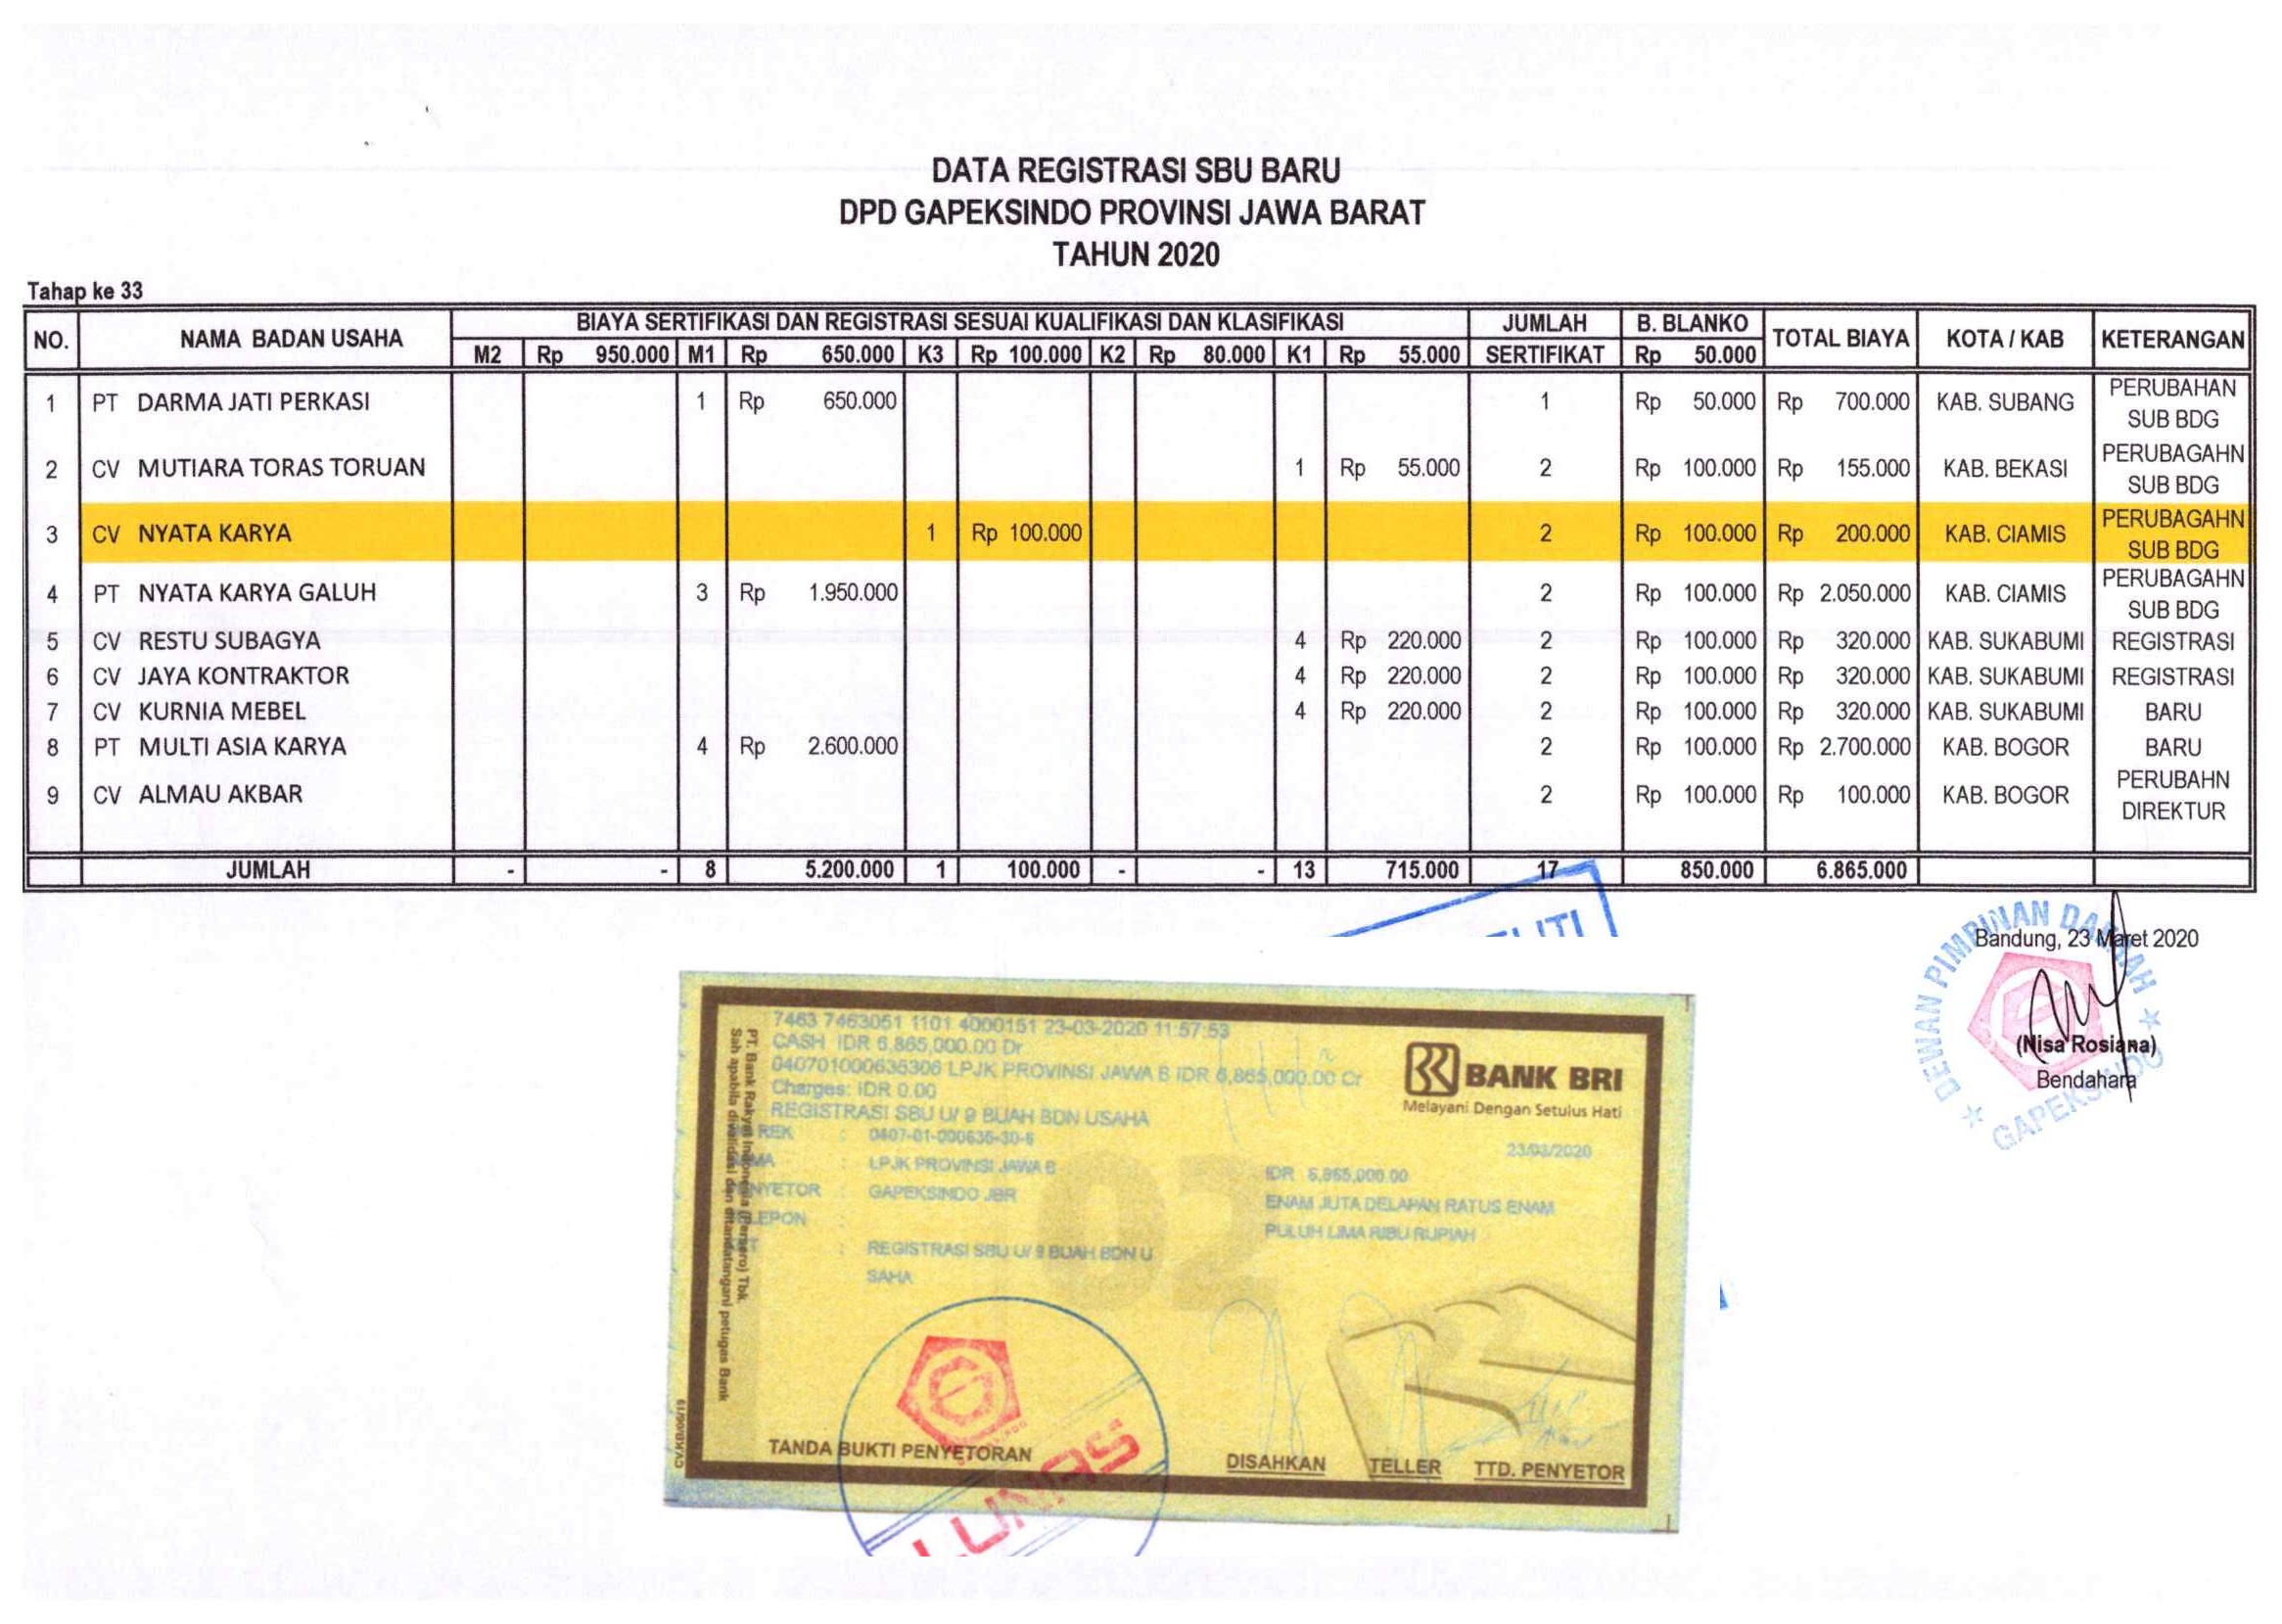 DATA REGISTRASI SBU BARU
DPD GAPEKSINDO PROVINSI JAWA BARAT
TAHUN 2020
Tahap ke 33
NO. NAMA BADAN USAHA BIAYA SERTIFIKASI DAN REGISTRASI SESUAI KUALIFIKASI DAN KLASIFIKASI JUMLAH SERTIFIKAT B. BLANKO TOTAL BIAYA KOTA / KAB KETERANGAN
M2 Rp 950.000 M1 Rp 650.000 K3 Rp 100.000 K2 Rp 80.000 K1 Rp 55.000 Rp 50.000
1 PT DARMA JATI PERKASI 1 Rp 650.000 1 Rp 50.000 Rp 700.000 KAB. SUBANG PERUBAHAN SUB BDG
2 CV MUTIARA TORAS TORUAN 1 Rp 55.000 2 Rp 100.000 Rp 155.000 KAB. BEKASI PERUBAGAHN SUB BDG
3 CV NYATA KARYA 1 Rp 100.000 2 Rp 100.000 Rp 200.000 KAB. CIAMIS PERUBAGAHN SUB BDG
4 PT NYATA KARYA GALUH 3 Rp 1.950.000 2 Rp 100.000 Rp 2.050.000 KAB. CIAMIS PERUBAGAHN SUB BDG
5 CV RESTU SUBAGYA 4 Rp 220.000 2 Rp 100.000 Rp 320.000 KAB. SUKABUMI REGISTRASI
6 CV JAYA KONTRAKTOR 4 Rp 220.000 2 Rp 100.000 Rp 320.000 KAB. SUKABUMI REGISTRASI
7 CV KURNIA MEBEL 4 Rp 220.000 2 Rp 100.000 Rp 320.000 KAB. SUKABUMI BARU
8 PT MULTI ASIA KARYA 4 Rp 2.600.000 2 Rp 100.000 Rp 2.700.000 KAB. BOGOR BARU
9 CV ALMAU AKBAR 2 Rp 100.000 Rp 100.000 KAB. BOGOR PERUBAHN DIREKTUR
JUMLAH - - 8 5.200.000 1 100.000 - - 13 715.000 17 850.000 6.865.000
Bandung, 23 Maret 2020
DEWAN PIMPINAN DAERAH
GAPEKSINDO
(Nisa Rosiana)
Bendahara
7463 7463051 1101 4000151 23-03-2020 11:57:53
CASH IDR 6,865,000.00 Dr
040701000635306 LPJK PROVINSI JAWA B IDR 6,865,000.00 Cr
Charges: IDR 0.00
REGISTRASI SBU U/ 9 BUAH BDN USAHA
BANK BRI
Melayani Dengan Setulus Hati
REK : 0407-01-000635-30-6
23/03/2020
: LPJK PROVINSI JAWA B
IDR 6,865,000.00
NYETOR : GAPEKSINDO JBR
ENAM JUTA DELAPAN RATUS ENAM
LEPON
PULUH LIMA RIBU RUPIAH
: REGISTRASI SBU U/ 9 BUAH BDN U
SAHA
PT. Bank Rakyat Indonesia (Persero) Tbk.
Sah apabila divalidasi dan ditandatangani petugas Bank
CV.KB/06/19
02
TANDA BUKTI PENYETORAN
DISAHKAN TELLER TTD. PENYETOR
LUNAS